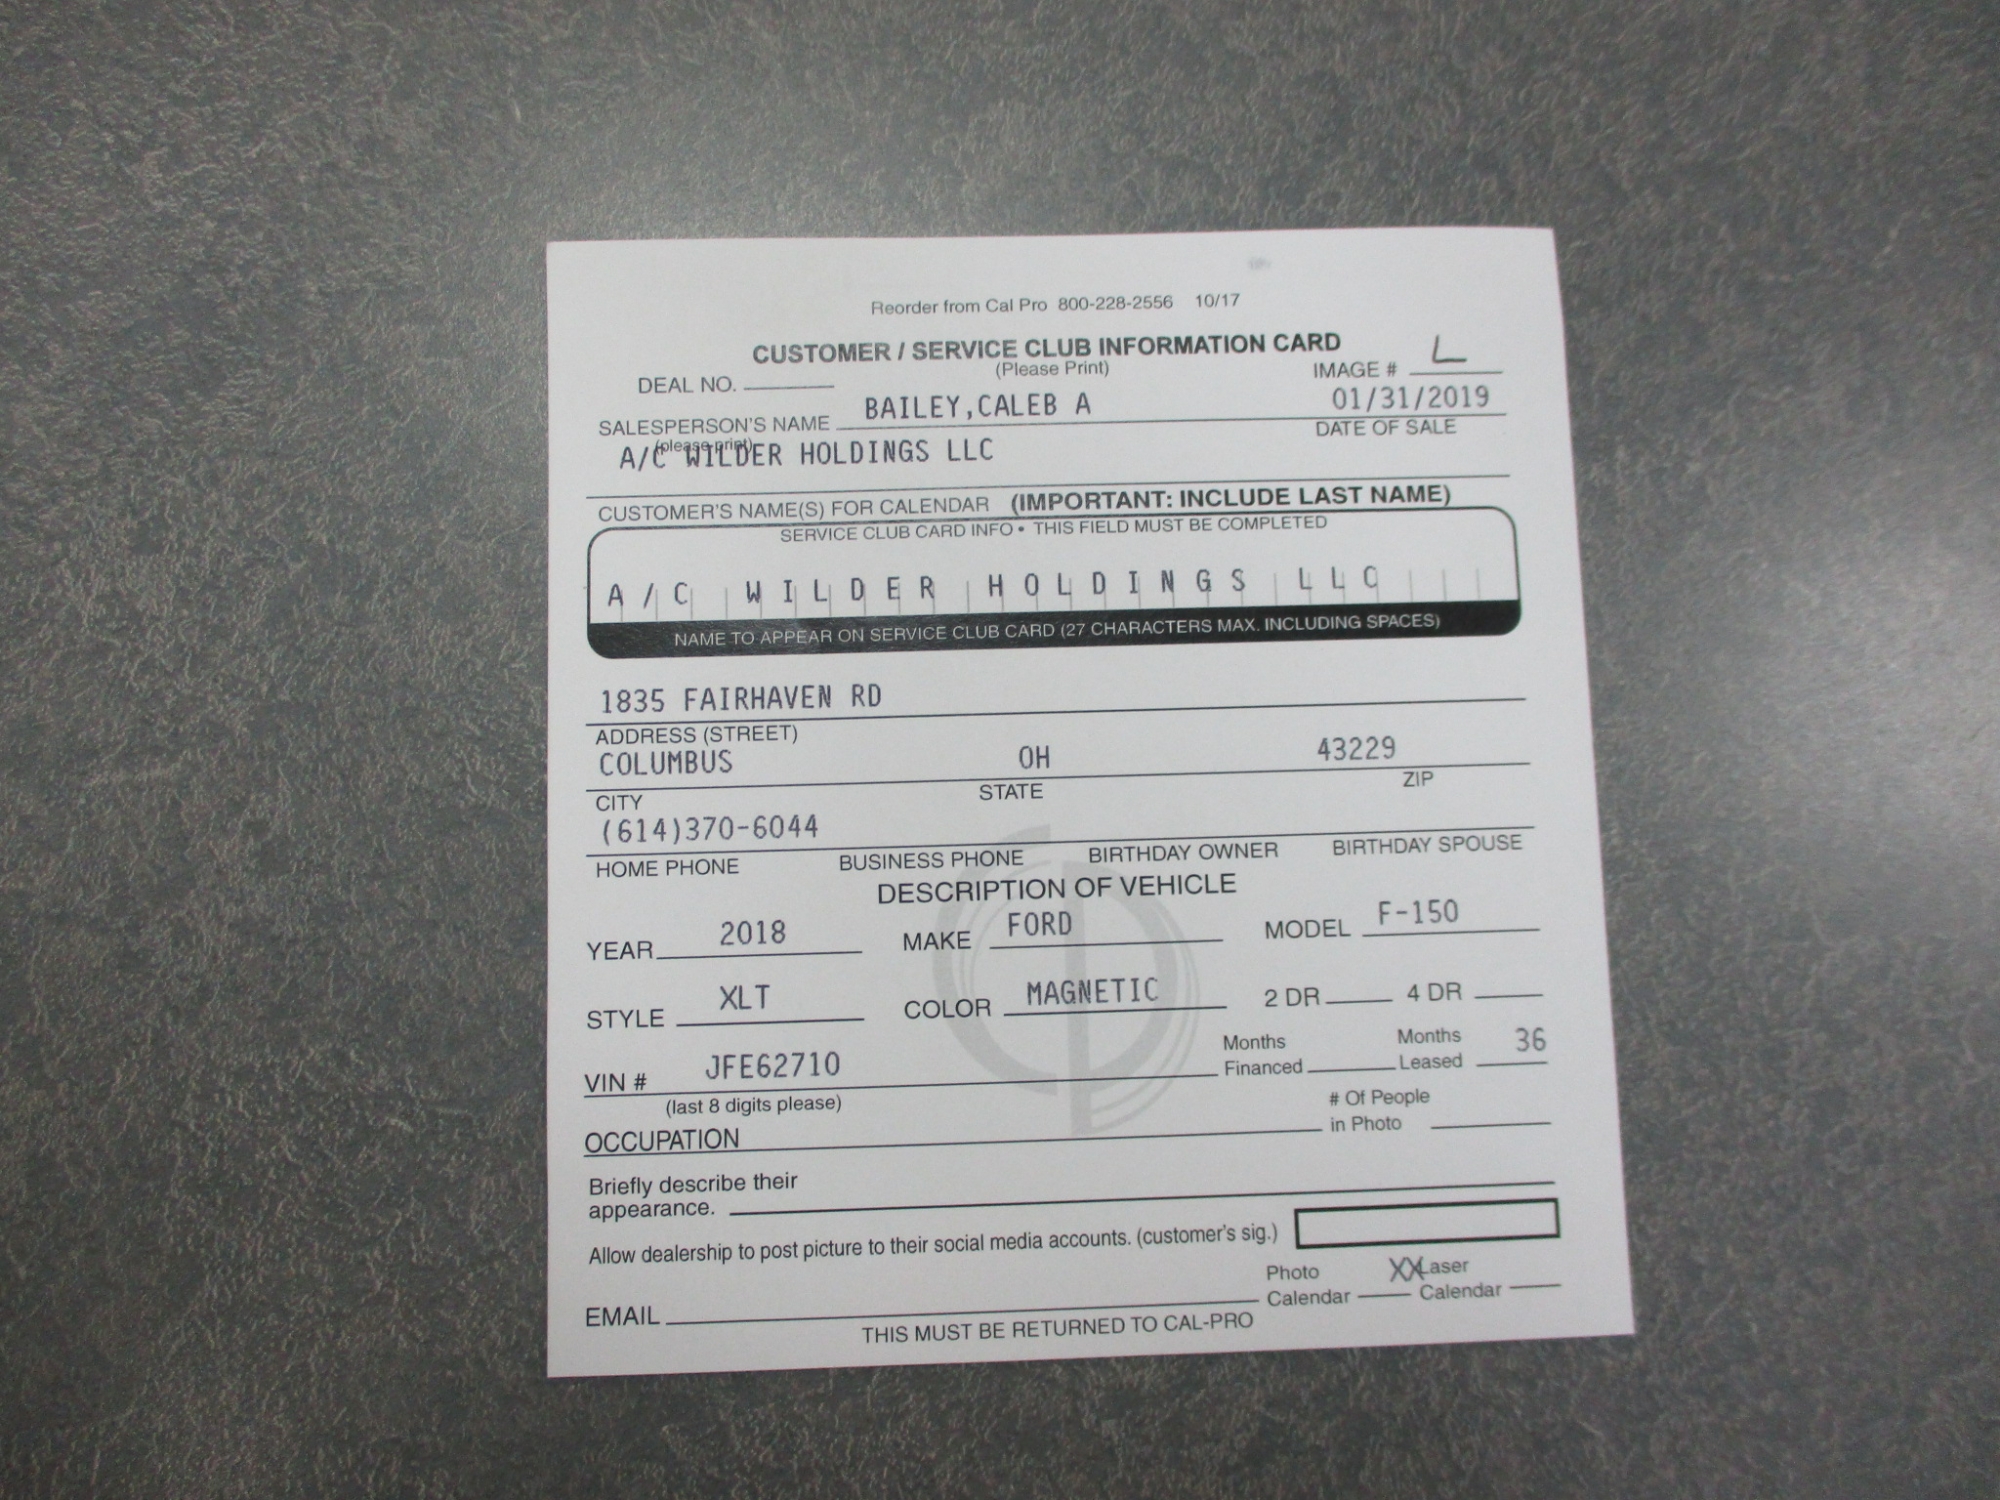 Reorder from Cal Pro 800-228-2556 10/17
CUSTOMER / SERVICE CLUB INFORMATION CARD
(Please Print)
DEAL NO. IMAGE # L
SALESPERSON'S NAME BAILEY,CALEB A 01/31/2019
(please print) DATE OF SALE
A/C WILDER HOLDINGS LLC
CUSTOMER'S NAME(S) FOR CALENDAR (IMPORTANT: INCLUDE LAST NAME)
SERVICE CLUB CARD INFO • THIS FIELD MUST BE COMPLETED
A/C WILDER HOLDINGS LLC
NAME TO APPEAR ON SERVICE CLUB CARD (27 CHARACTERS MAX. INCLUDING SPACES)
1835 FAIRHAVEN RD
ADDRESS (STREET)
COLUMBUS OH 43229
CITY STATE ZIP
(614)370-6044
HOME PHONE BUSINESS PHONE BIRTHDAY OWNER BIRTHDAY SPOUSE
DESCRIPTION OF VEHICLE
YEAR 2018 MAKE FORD MODEL F-150
STYLE XLT COLOR MAGNETIC 2 DR 4 DR
Months Months 36
VIN # JFE62710 Financed Leased
(last 8 digits please) # Of People
OCCUPATION in Photo
Briefly describe their
appearance.
Allow dealership to post picture to their social media accounts. (customer's sig.)
Photo XX Laser
EMAIL Calendar Calendar
THIS MUST BE RETURNED TO CAL-PRO